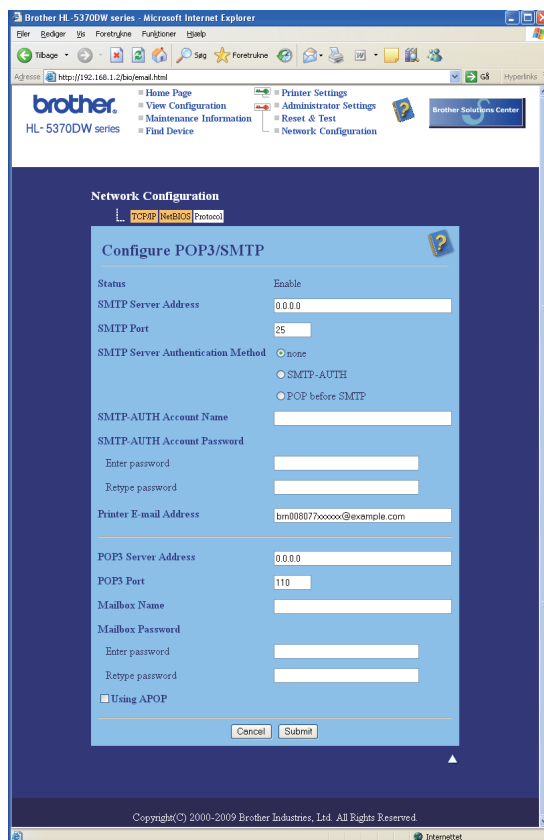 Brother HL-5370DW series - Microsoft Internet Explorer
Filer Rediger Vis Foretrukne Funktioner Hjælp
Tilbage Søg Foretrukne
Adresse http://192.168.1.2/bio/email.html Gå Hyperlinks
brother.
HL-5370DW series
Home Page
View Configuration
Maintenance Information
Find Device
Printer Settings
Administrator Settings
Reset & Test
Network Configuration
Brother Solutions Center
Network Configuration
TCP/IP NetBIOS Protocol
Configure POP3/SMTP
Status Enable
SMTP Server Address 0.0.0.0
SMTP Port 25
SMTP Server Authentication Method none
SMTP-AUTH
POP before SMTP
SMTP-AUTH Account Name
SMTP-AUTH Account Password
Enter password
Retype password
Printer E-mail Address brn008077xxxxxx@example.com
POP3 Server Address 0.0.0.0
POP3 Port 110
Mailbox Name
Mailbox Password
Enter password
Retype password
Using APOP
Cancel Submit
Copyright(C) 2000-2009 Brother Industries, Ltd. All Rights Reserved.
Internettet